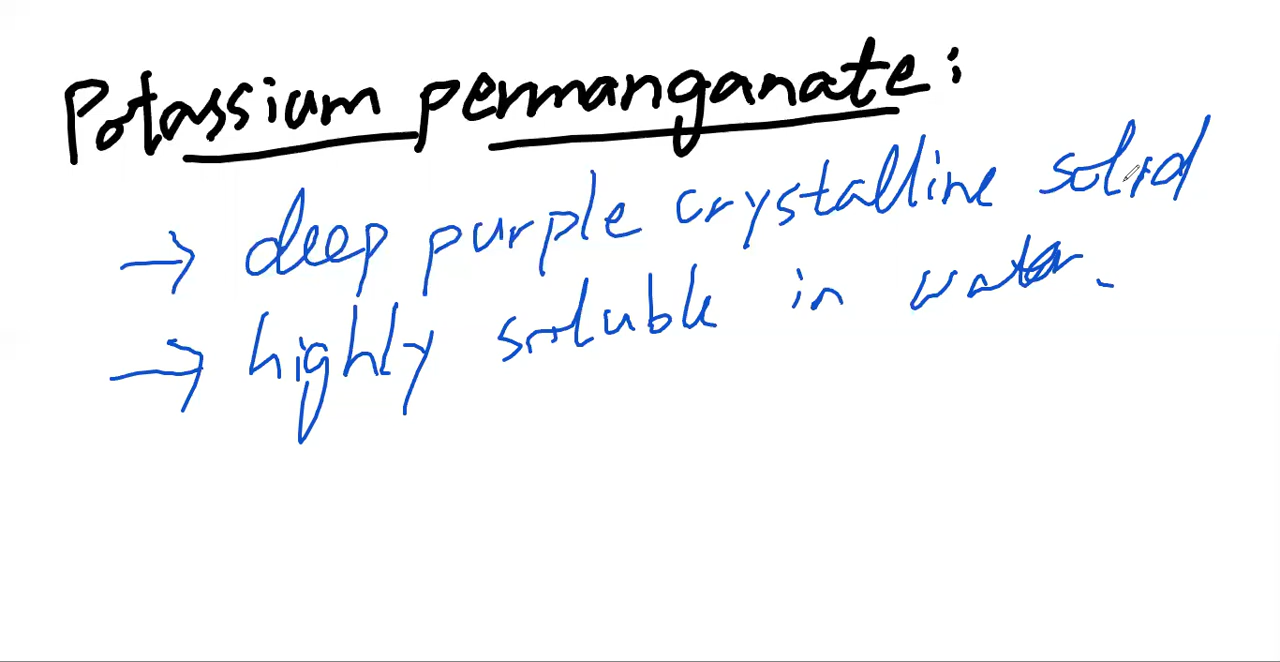 Potassium permanganate:
→ deep purple crystalline solid
→ highly soluble in water.